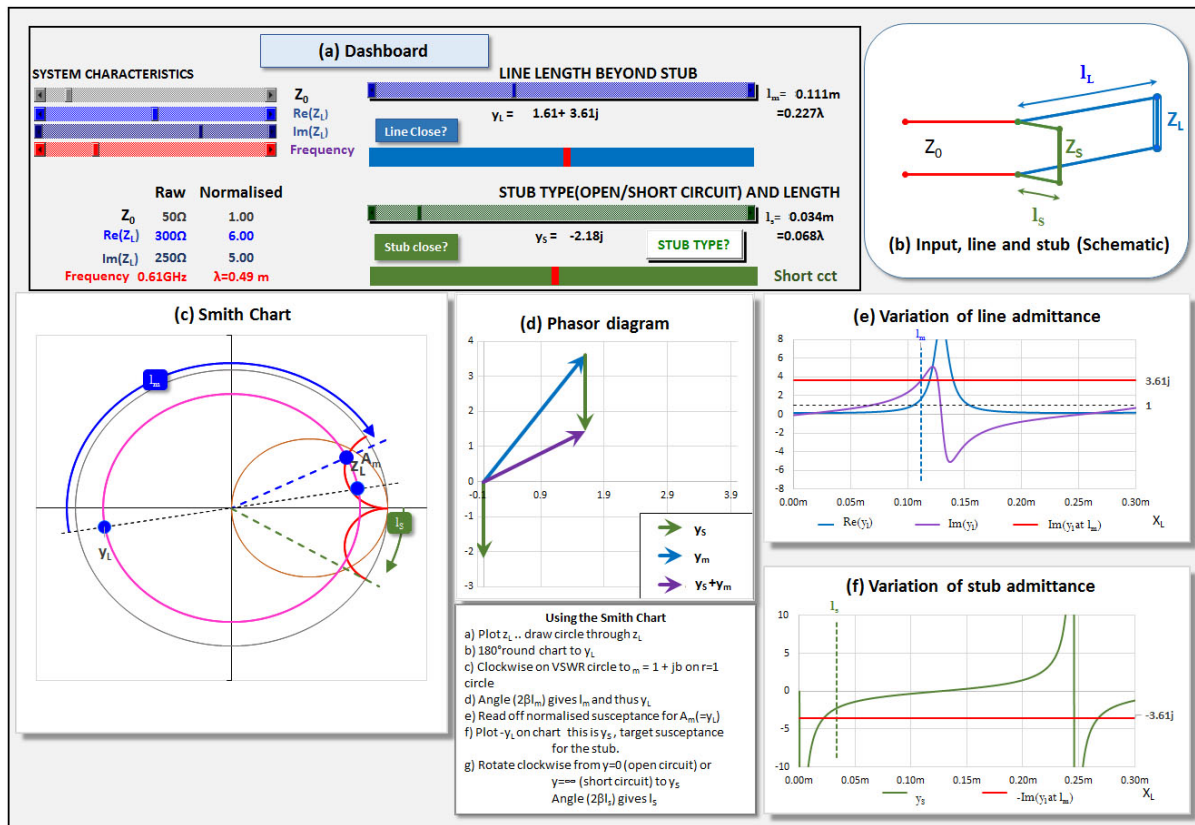 (a) Dashboard
SYSTEM CHARACTERISTICS
Z0
Re(ZL)
Im(ZL)
Frequency
LINE LENGTH BEYOND STUB
lm= 0.111m
yL = 1.61+ 3.61j
=0.227λ
Line Close?
Raw Normalised
Z0 50Ω 1.00
Re(ZL) 300Ω 6.00
Im(ZL) 250Ω 5.00
Frequency 0.61GHz λ=0.49 m
STUB TYPE(OPEN/SHORT CIRCUIT) AND LENGTH
ls= 0.034m
yS = -2.18j
=0.068λ
Stub close?
STUB TYPE?
Short cct
lL
Z0
ZS
ZL
lS
(b) Input, line and stub (Schematic)
(c) Smith Chart
lm
Am
ZL
lS
yL
(d) Phasor diagram
4
3
2
1
0
-1
-2
-3
-0.1 0.9 1.9 2.9 3.9
yS
ym
yS+ym
Using the Smith Chart
a) Plot zL .. draw circle through zL
b) 180°round chart to yL
c) Clockwise on VSWR circle to m = 1 + jb on r=1
circle
d) Angle (2βlm) gives lm and thus yL
e) Read off normalised susceptance for Am(=yL)
f) Plot -yL on chart this is yS, target susceptance
for the stub.
g) Rotate clockwise from y=0 (open circuit) or
y=∞ (short circuit) to yS
Angle (2βls) gives lS
(e) Variation of line admittance
lm
8
6
4
2
0
-2
-4
-6
-8
3.61j
1
0.00m 0.05m 0.10m 0.15m 0.20m 0.25m 0.30m
XL
Re(yl) Im(yl) Im(yl at lm)
(f) Variation of stub admittance
ls
10
5
0
-5
-10
-3.61j
0.00m 0.05m 0.10m 0.15m 0.20m 0.25m 0.30m
yS -Im(yl at lm) XL